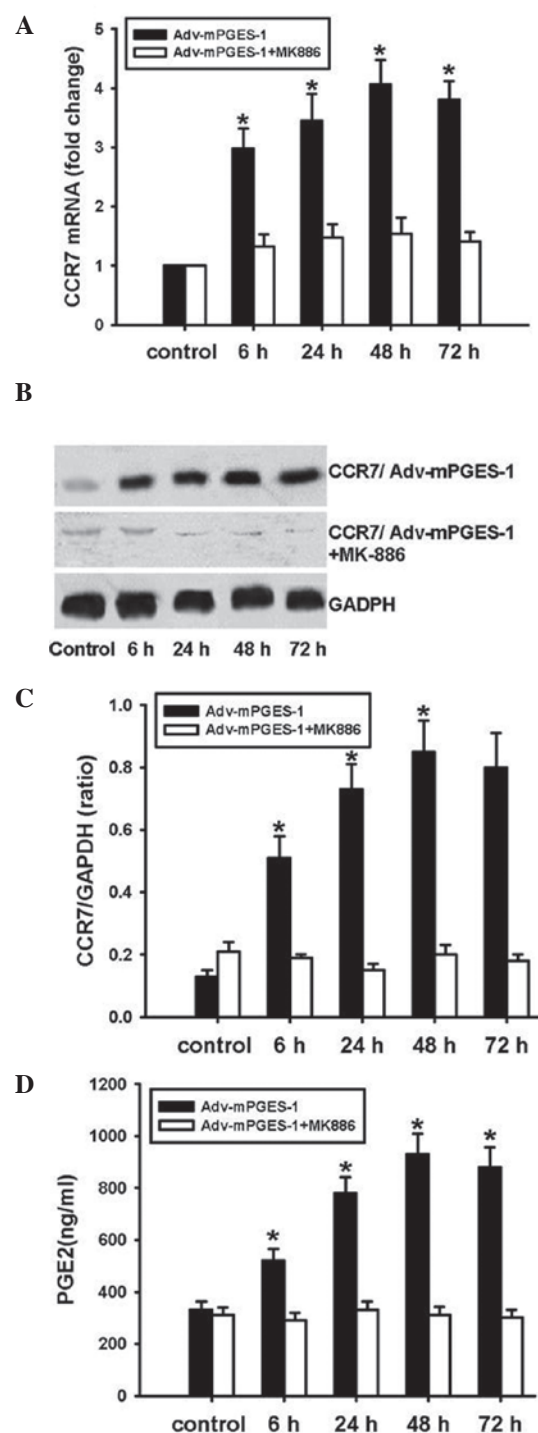 A
Adv-mPGES-1
Adv-mPGES-1+MK886
CCR7 mRNA (fold change)
5
4
3
2
1
0
* * * *
control 6 h 24 h 48 h 72 h
B
CCR7/ Adv-mPGES-1
CCR7/ Adv-mPGES-1
+MK-886
GADPH
Control 6 h 24 h 48 h 72 h
C
Adv-mPGES-1
Adv-mPGES-1+MK886
CCR7/GAPDH (ratio)
1.0
0.8
0.6
0.4
0.2
0.0
* * *
control 6 h 24 h 48 h 72 h
D
Adv-mPGES-1
Adv-mPGES-1+MK886
PGE2(ng/ml)
1200
1000
800
600
400
200
0
* * * *
control 6 h 24 h 48 h 72 h